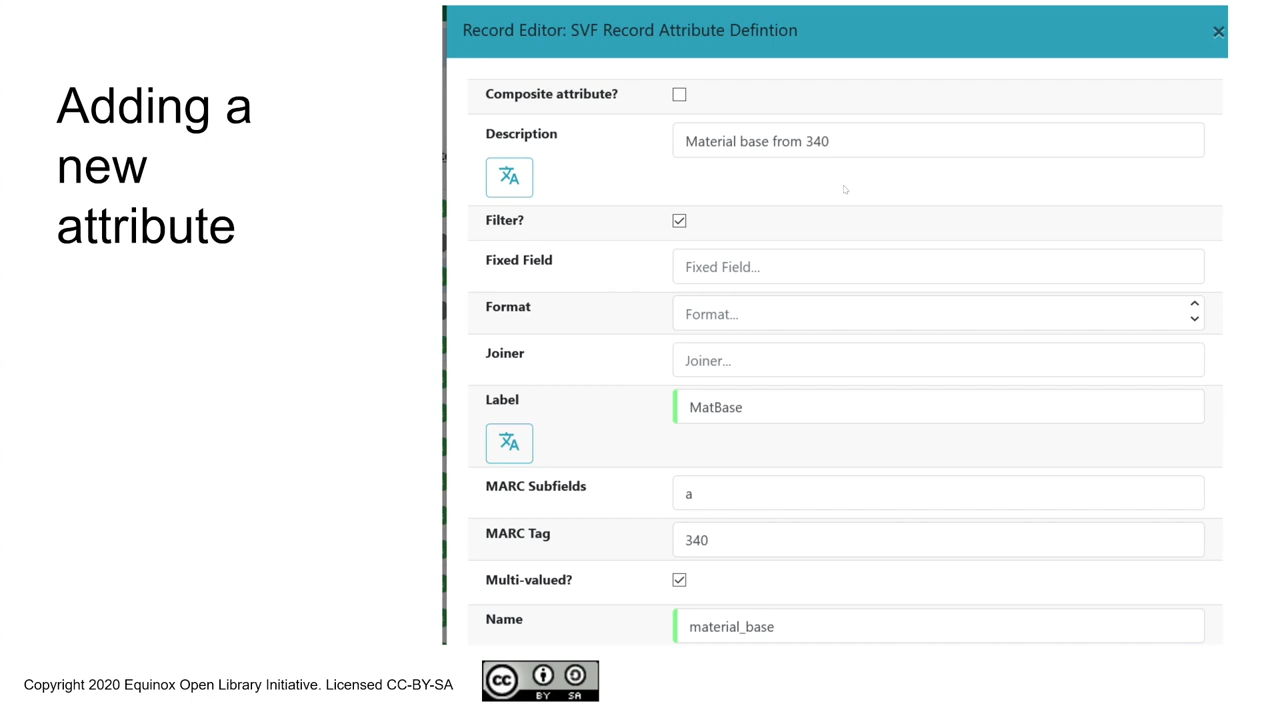 Record Editor: SVF Record Attribute Defintion ×
Adding a
new
attribute
Composite attribute?
Description Material base from 340
Filter?
Fixed Field Fixed Field...
Format Format...
Joiner Joiner...
Label MatBase
MARC Subfields a
MARC Tag 340
Multi-valued?
Name material_base
Copyright 2020 Equinox Open Library Initiative. Licensed CC-BY-SA
cc BY SA